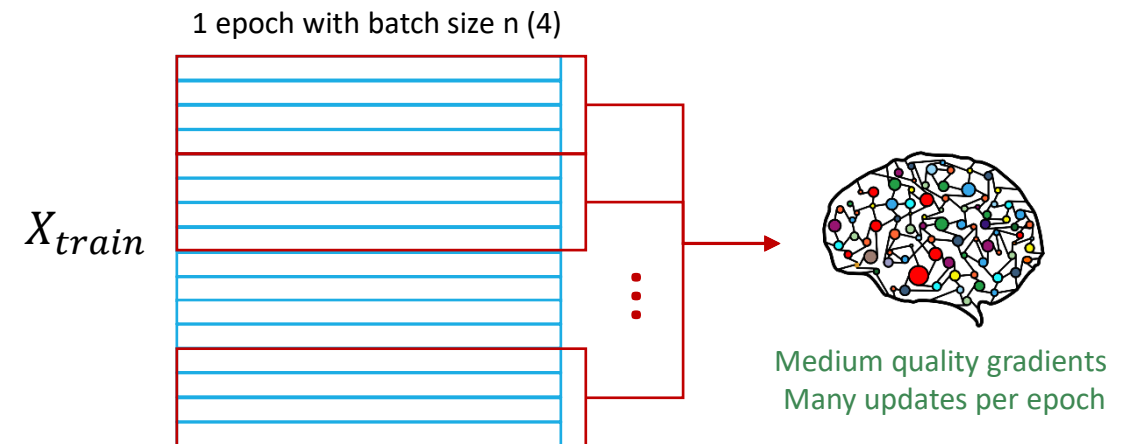 1 epoch with batch size n (4)
X_train
Medium quality gradients
Many updates per epoch